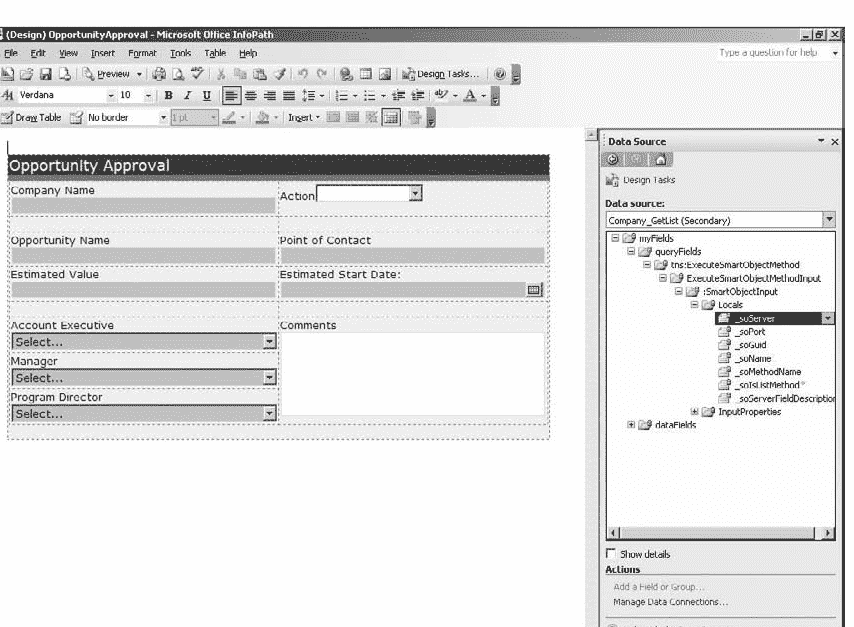 (Design) OpportunityApproval - Microsoft Office InfoPath
File Edit View Insert Format Tools Table Help
Type a question for help
Preview Design Tasks...
Verdana 10 B I U A
Draw Table No border 1 pt Insert
Data Source
Design Tasks
Data source:
Company_GetList (Secondary)
myFields
queryFields
tns:ExecuteSmartObjectMethod
ExecuteSmartObjectMethodInput
:SmartObjectInput
Locals
_soServer
_soPort
_soGuid
_soName
_soMethodName
_soIsListMethod*
_soServerFieldDescription
InputProperties
dataFields
Show details
Actions
Add a Field or Group...
Manage Data Connections...
Opportunity Approval
Company Name
Action
Opportunity Name Point of Contact
Estimated Value Estimated Start Date:
Account Executive Comments
Select...
Manager
Select...
Program Director
Select...